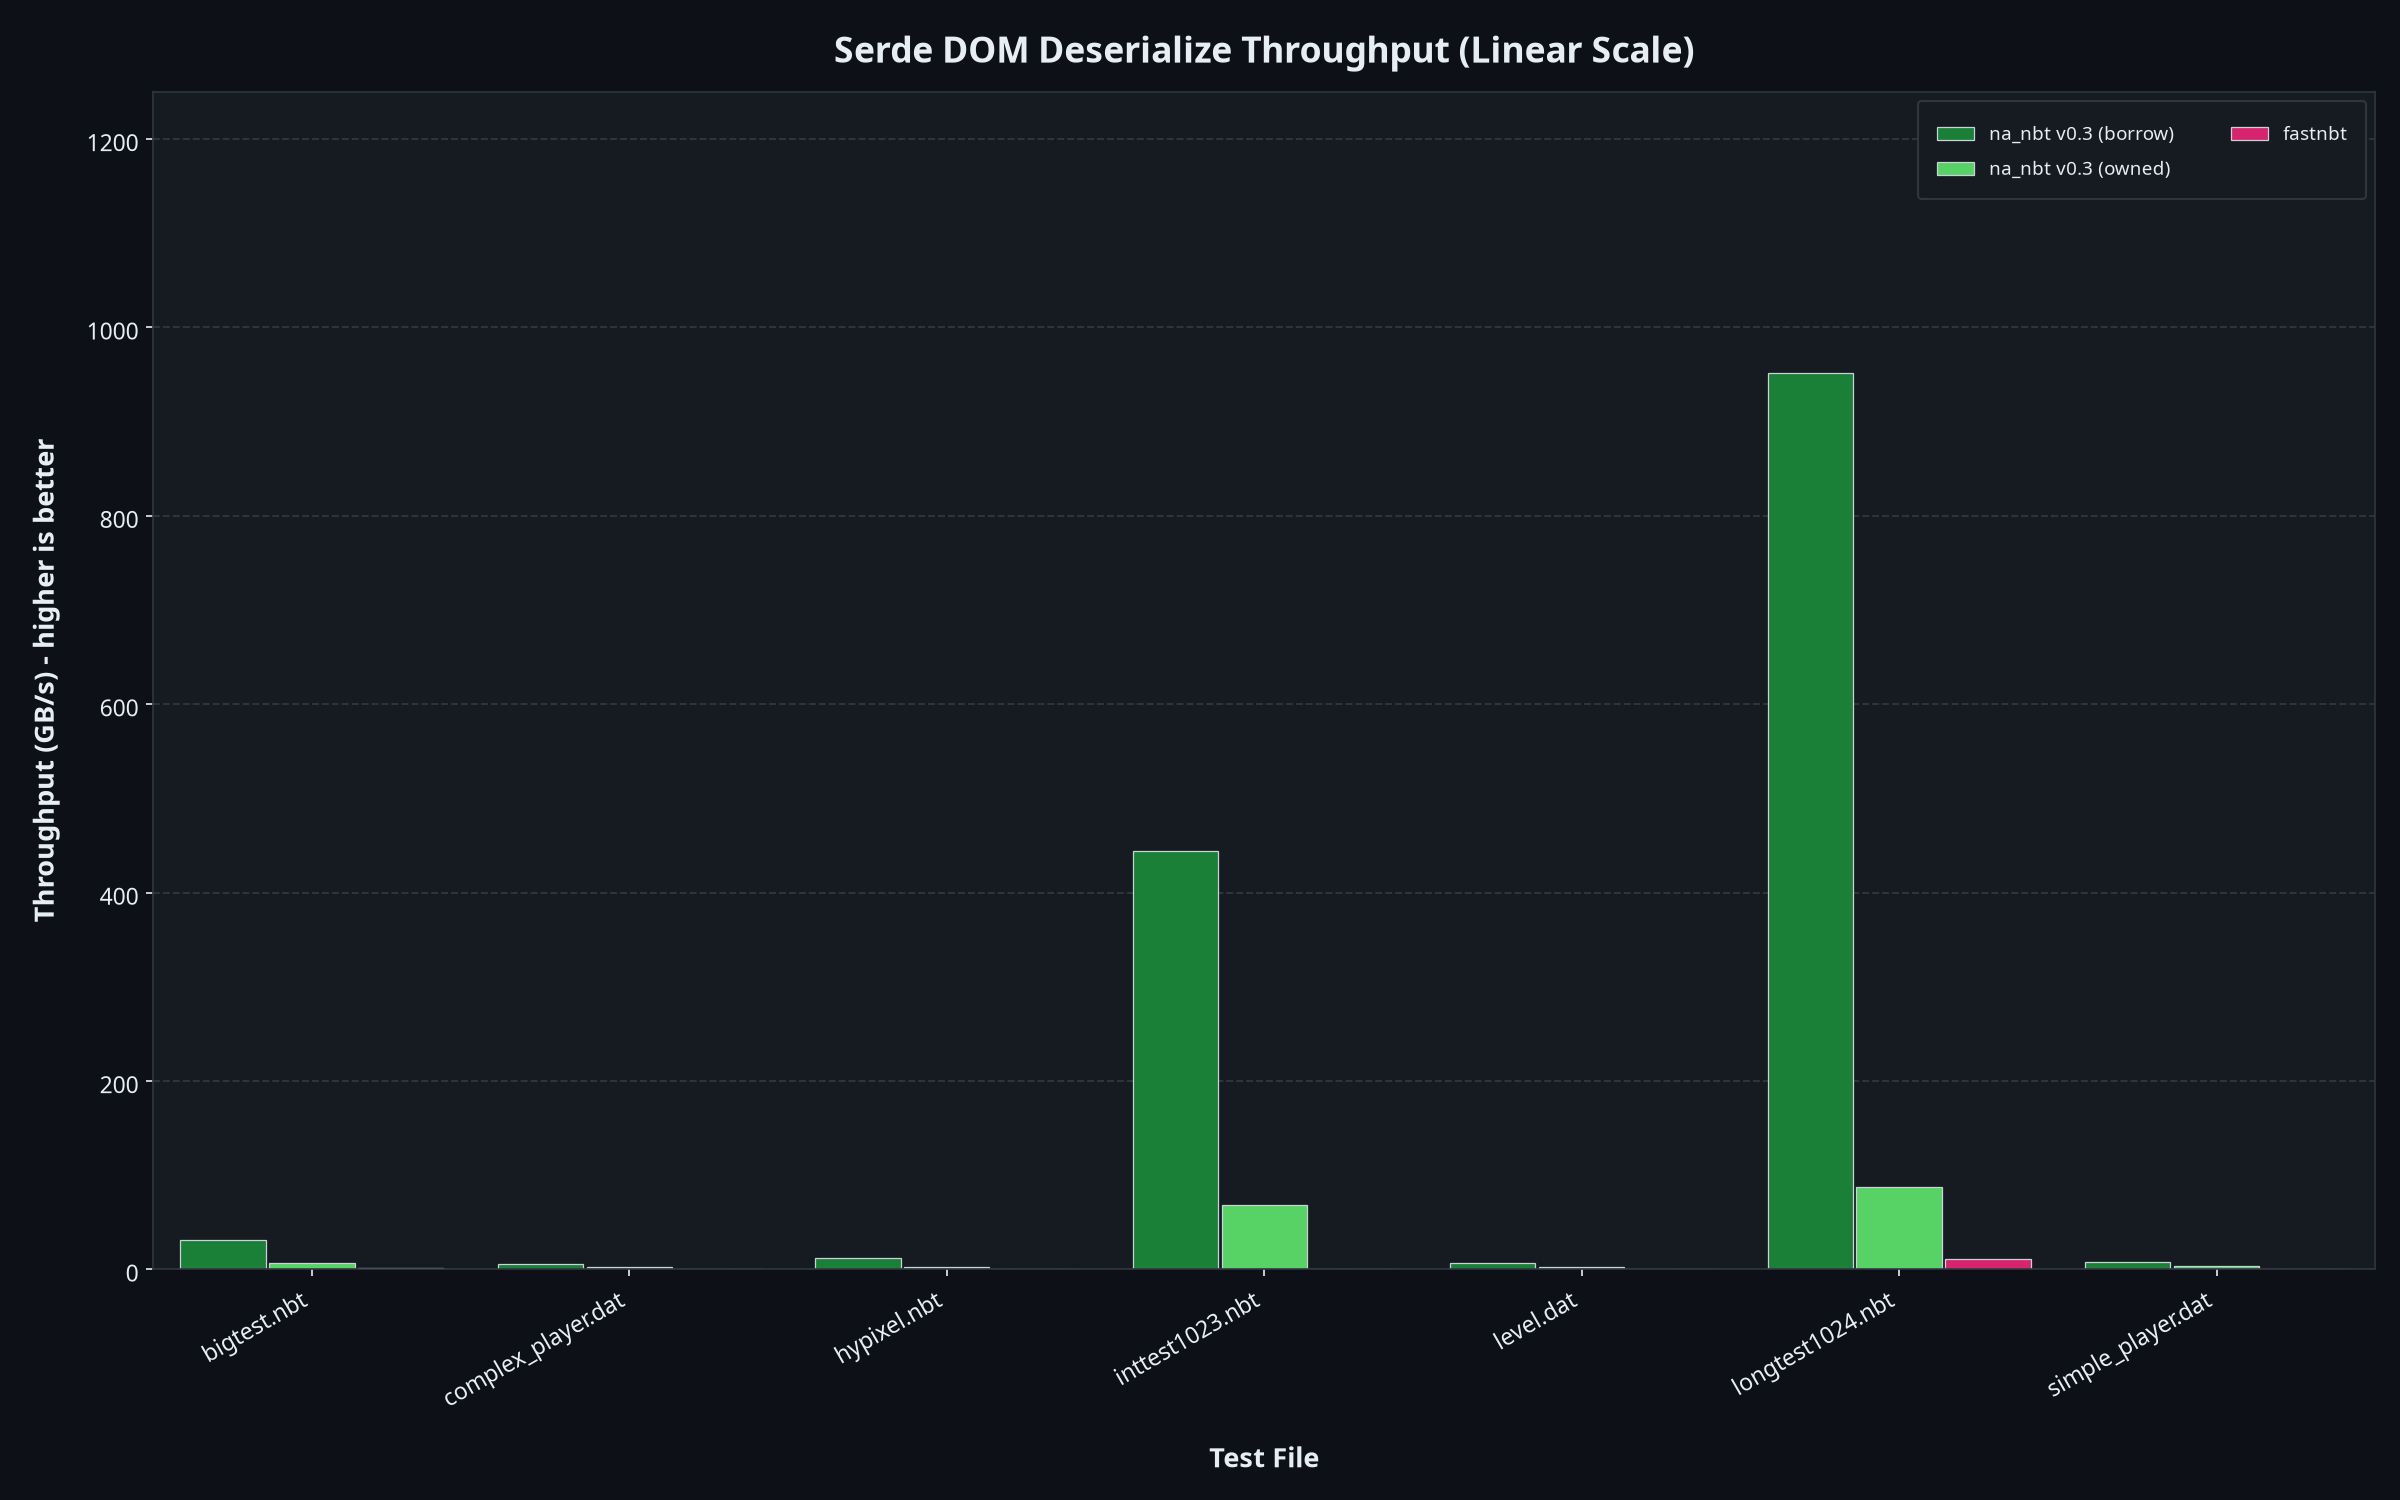 Serde DOM Deserialize Throughput (Linear Scale)
na_nbt v0.3 (borrow)
na_nbt v0.3 (owned)
fastnbt
Throughput (GB/s) - higher is better
1200
1000
800
600
400
200
0
bigtest.nbt
complex_player.dat
hypixel.nbt
inttest1023.nbt
level.dat
longtest1024.nbt
simple_player.dat
Test File